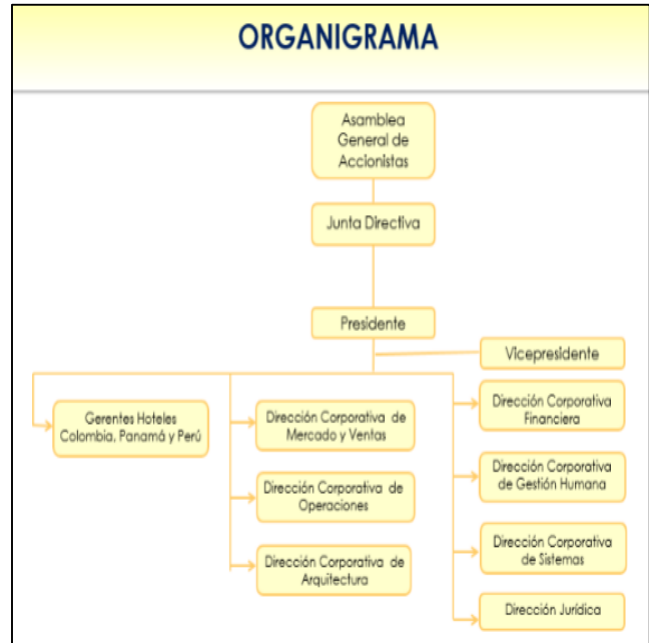 ORGANIGRAMA
Asamblea
General de
Accionistas
Junta Directiva
Presidente
Vicepresidente
Gerentes Hoteles
Colombia, Panamá y Perú
Dirección Corporativa de
Mercado y Ventas
Dirección Corporativa de
Operaciones
Dirección Corporativa de
Arquitectura
Dirección Corporativa
Financiera
Dirección Corporativa
de Gestión Humana
Dirección Corporativa
de Sistemas
Dirección Jurídica